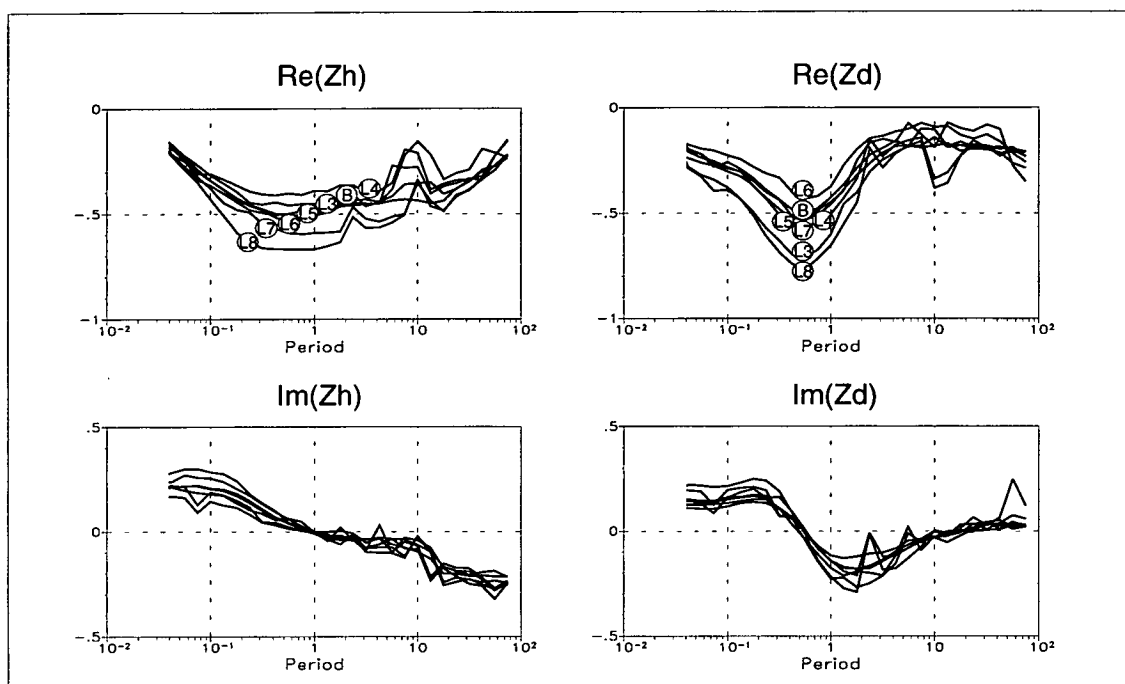 Re(Zh)
0
-.5
-1
10⁻² 10⁻¹ 1 10 10²
Period
L8 L7 L6 L5 L3 B L4
Re(Zd)
0
-.5
-1
10⁻² 10⁻¹ 1 10 10²
Period
L6
B
L5 L4
L7
L3
L8
Im(Zh)
.5
0
-.5
10⁻² 10⁻¹ 1 10 10²
Period
Im(Zd)
.5
0
-.5
10⁻² 10⁻¹ 1 10 10²
Period